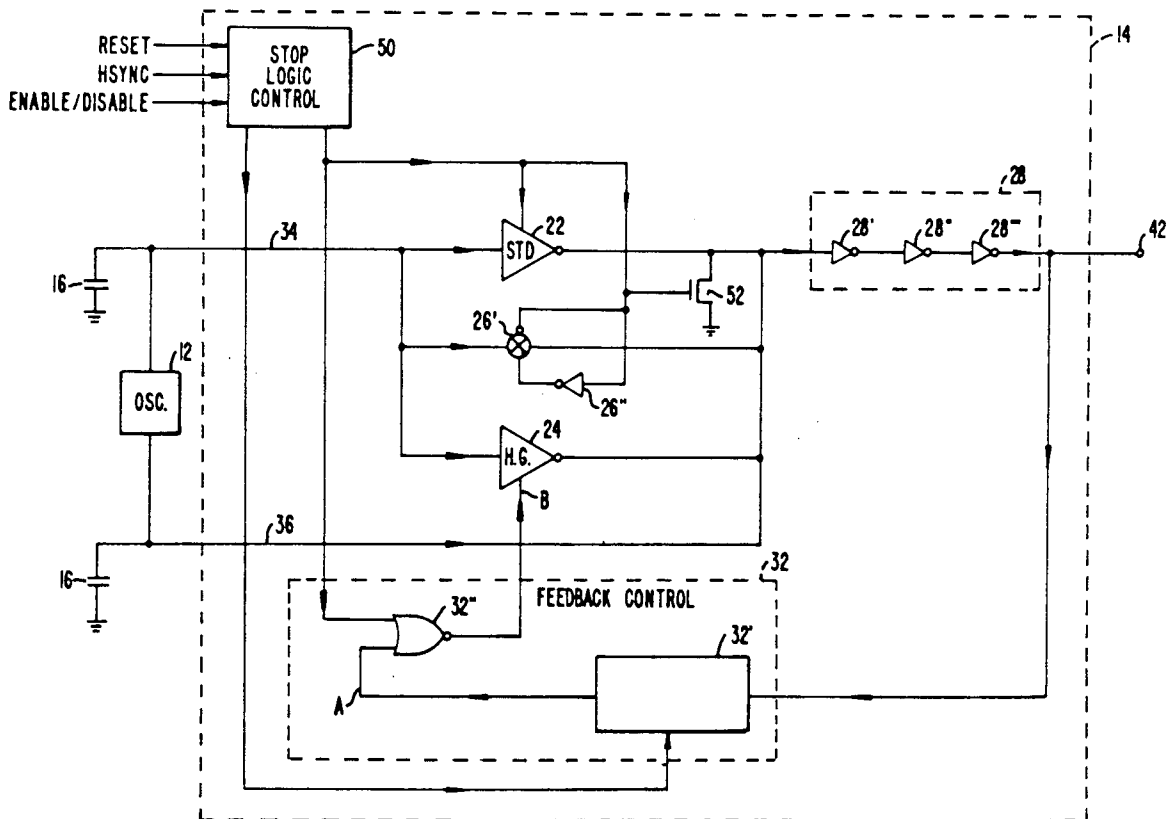 RESET
HSYNC
ENABLE/DISABLE
STOP
LOGIC
CONTROL
50
14
34
22
STD
28
28'
28"
28"'
42
16
52
26'
26"
12
OSC.
24
H.G.
B
36
16
32
FEEDBACK CONTROL
32"
32'
A